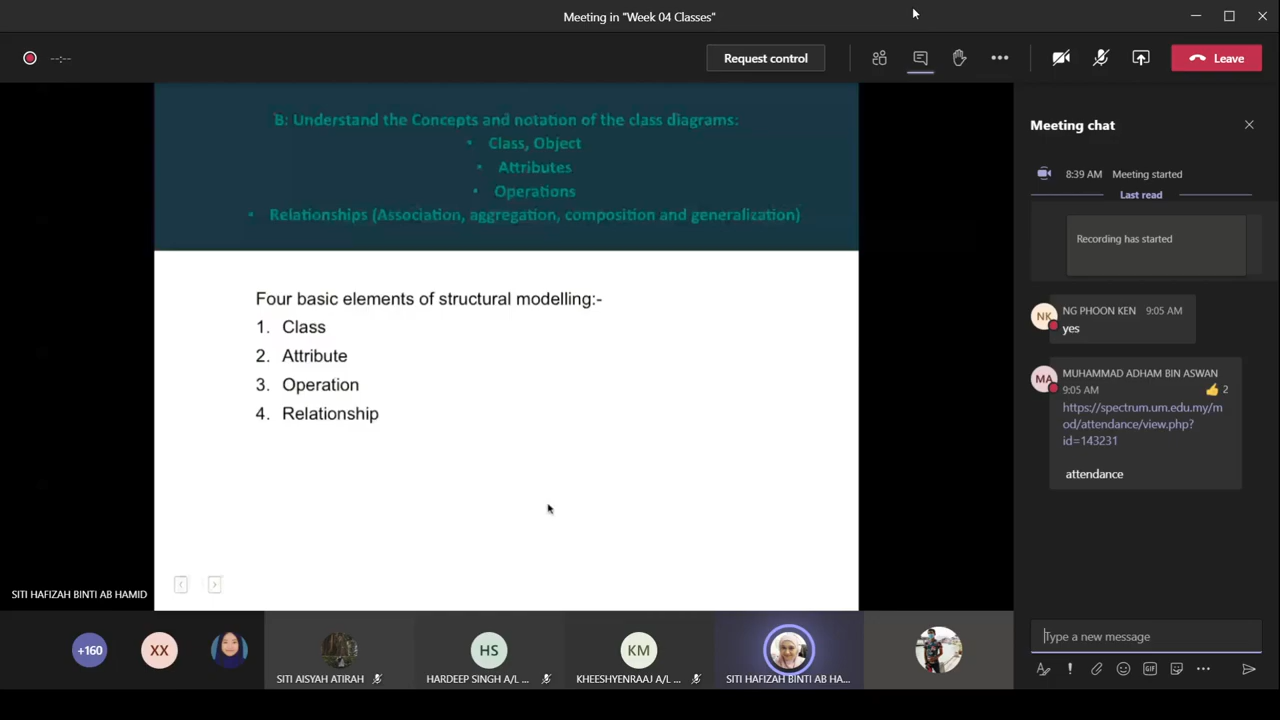 Meeting in "Week 04 Classes"
--:--
Request control
Leave
B: Understand the Concepts and notation of the class diagrams:
• Class, Object
• Attributes
• Operations
• Relationships (Association, aggregation, composition and generalization)
Four basic elements of structural modelling:-
1. Class
2. Attribute
3. Operation
4. Relationship
SITI HAFIZAH BINTI AB HAMID
Meeting chat
8:39 AM Meeting started
Last read
Recording has started
NK
NG PHOON KEN 9:05 AM
yes
MA
MUHAMMAD ADHAM BIN ASWAN
9:05 AM
2
https://spectrum.um.edu.my/m
od/attendance/view.php?
id=143231
attendance
Type a new message
GIF
+160
XX
SITI AISYAH ATIRAH
HS
HARDEEP SINGH A/L ...
KM
KHEESHYENRAAJ A/L ...
SITI HAFIZAH BINTI AB HA...